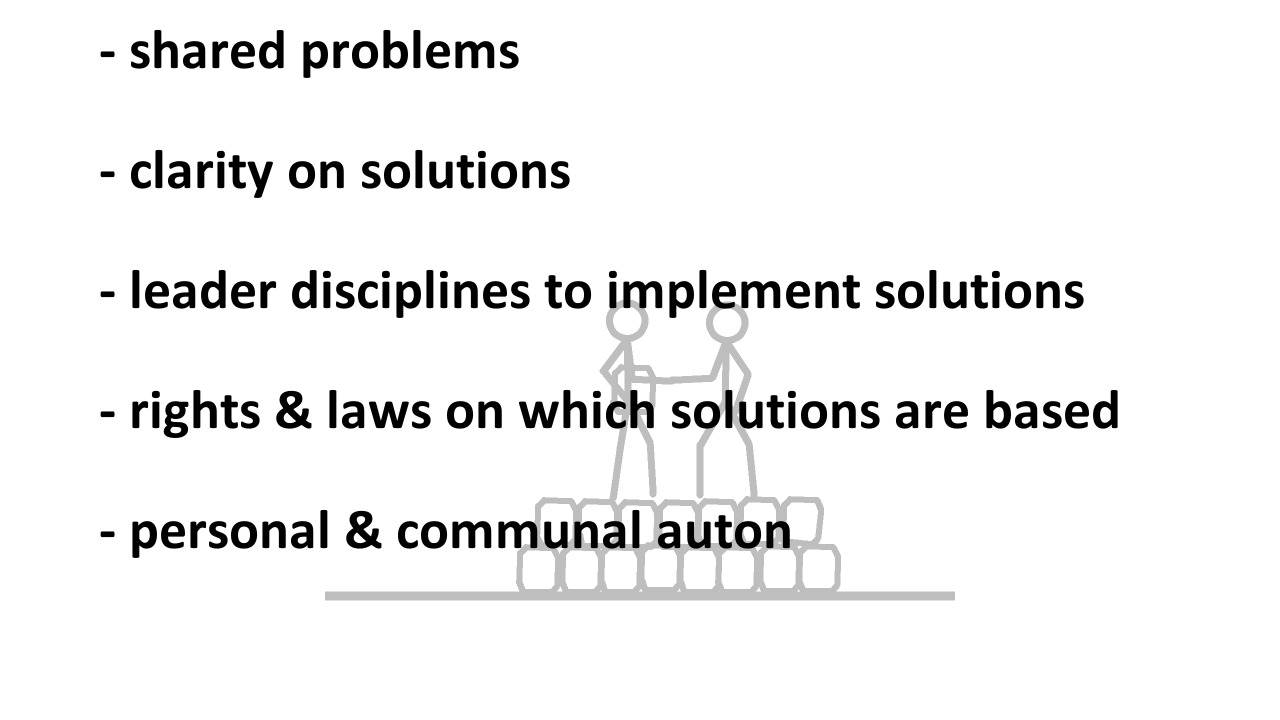 - shared problems
- clarity on solutions
- leader disciplines to implement solutions
- rights & laws on which solutions are based
- personal & communal auton